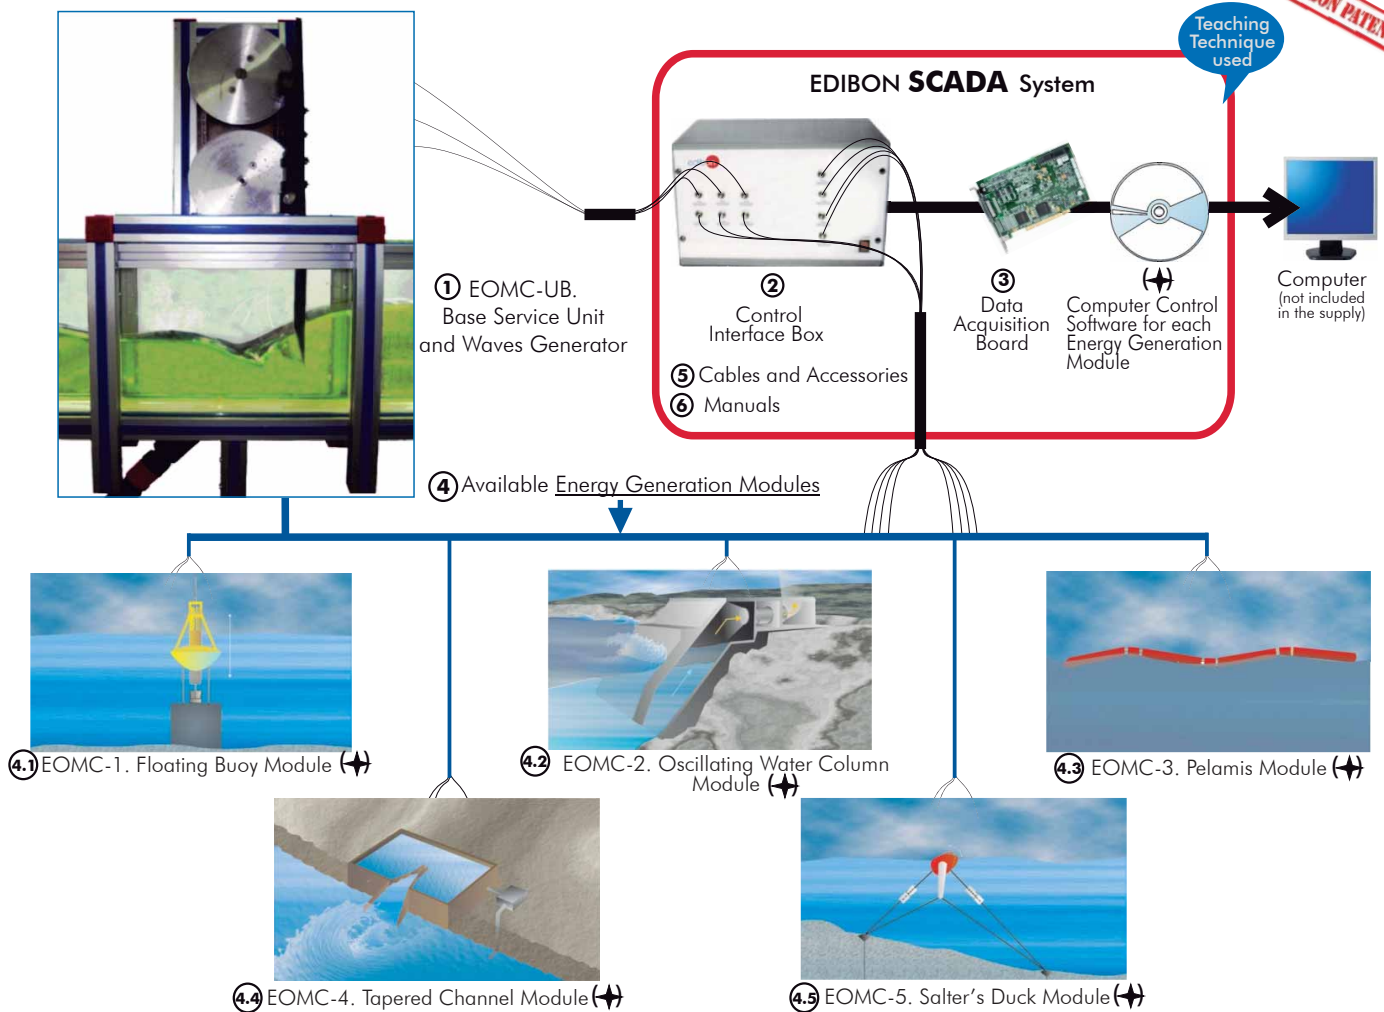 ON PATEN
Teaching
Technique
used
EDIBON SCADA System
1 EOMC-UB.
Base Service Unit
and Waves Generator
2
Control
Interface Box
3
Data
Acquisition
Board
Computer Control
Software for each
Energy Generation
Module
Computer
(not included
in the supply)
5 Cables and Accessories
6 Manuals
4 Available Energy Generation Modules
4.1 EOMC-1. Floating Buoy Module
4.2 EOMC-2. Oscillating Water Column
Module
4.3 EOMC-3. Pelamis Module
4.4 EOMC-4. Tapered Channel Module
4.5 EOMC-5. Salter's Duck Module